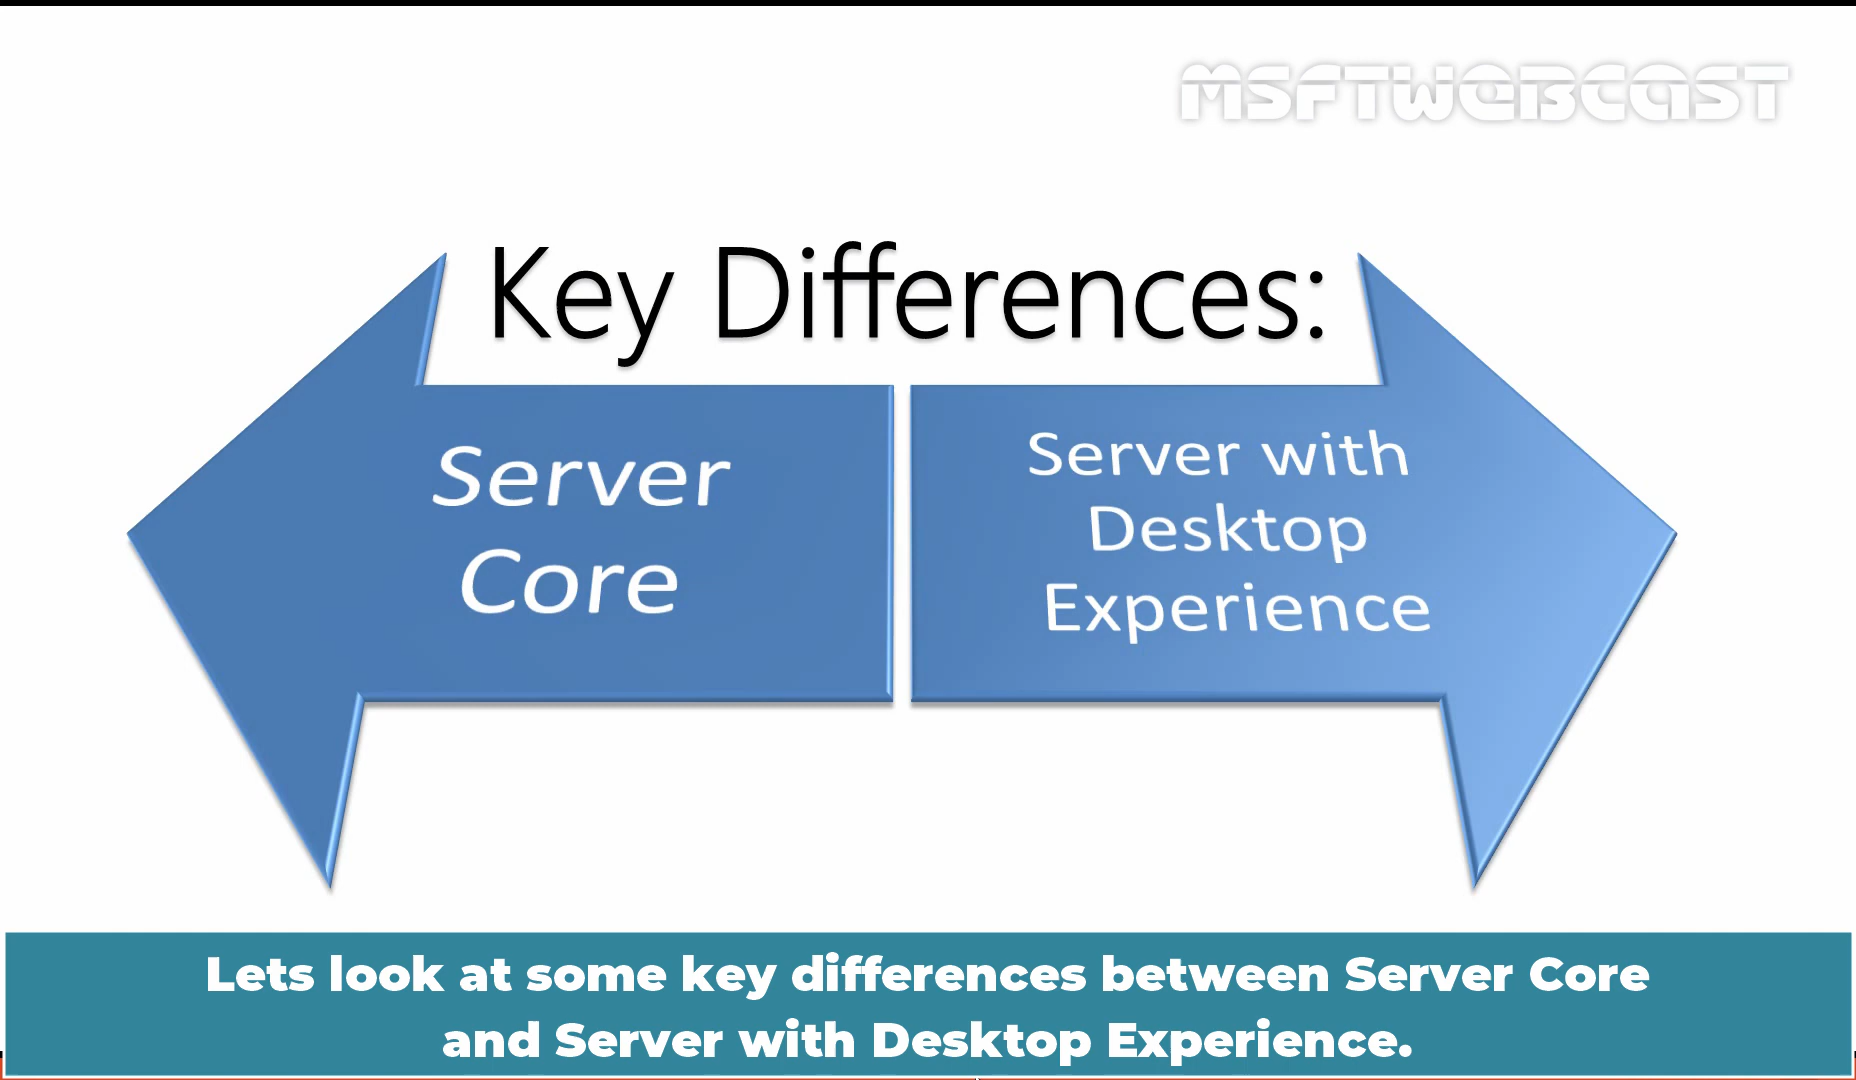 MSFTWEBCAST
Key Differences:
Server
Core
Server with
Desktop
Experience
Lets look at some key differences between Server Core
and Server with Desktop Experience.